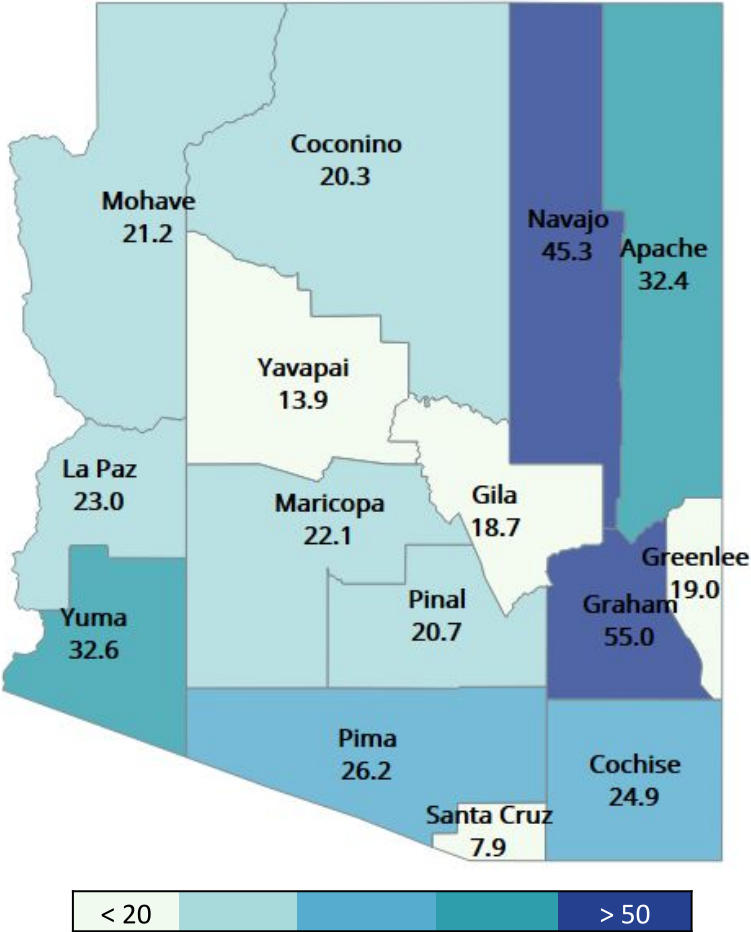 Coconino
20.3
Mohave
21.2
Navajo
45.3
Apache
32.4
Yavapai
13.9
La Paz
23.0
Maricopa
22.1
Gila
18.7
Greenlee
19.0
Graham
55.0
Pinal
20.7
Yuma
32.6
Pima
26.2
Cochise
24.9
Santa Cruz
7.9
< 20
> 50